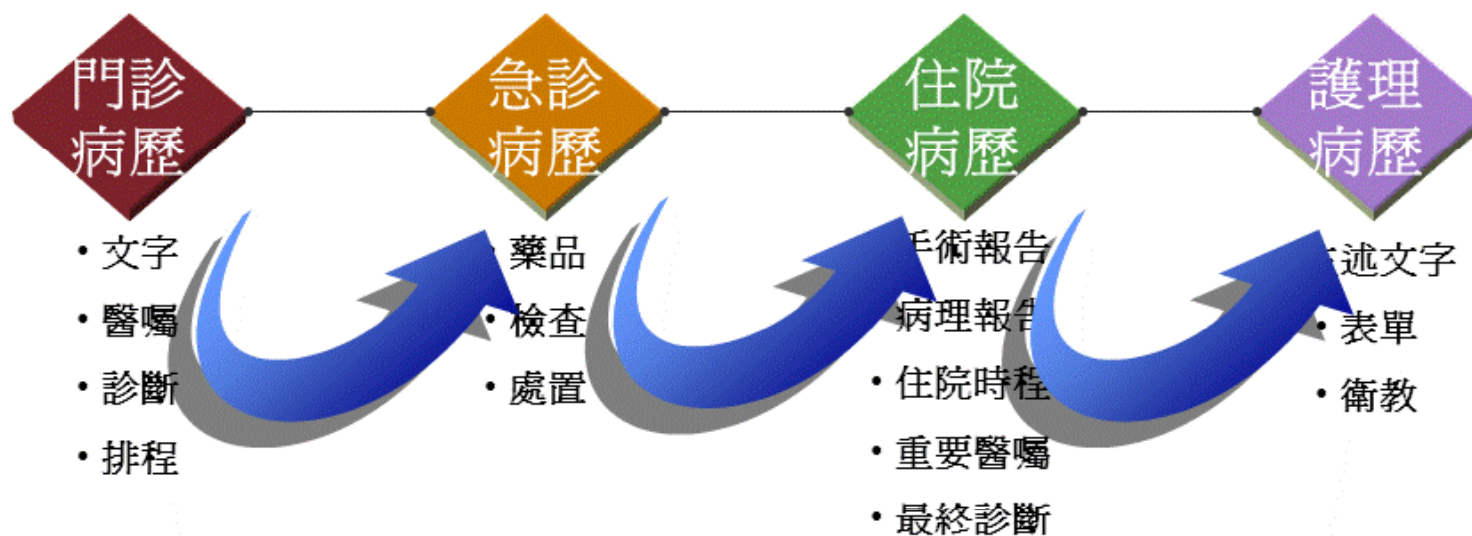 門診
病歷
急診
病歷
住院
病歷
護理
病歷
• 文字
• 醫囑
• 診斷
• 排程
• 藥品
• 檢查
• 處置
手術報告
病理報告
• 住院時程
• 重要醫囑
• 最終診斷
述文字
• 表單
• 衛教